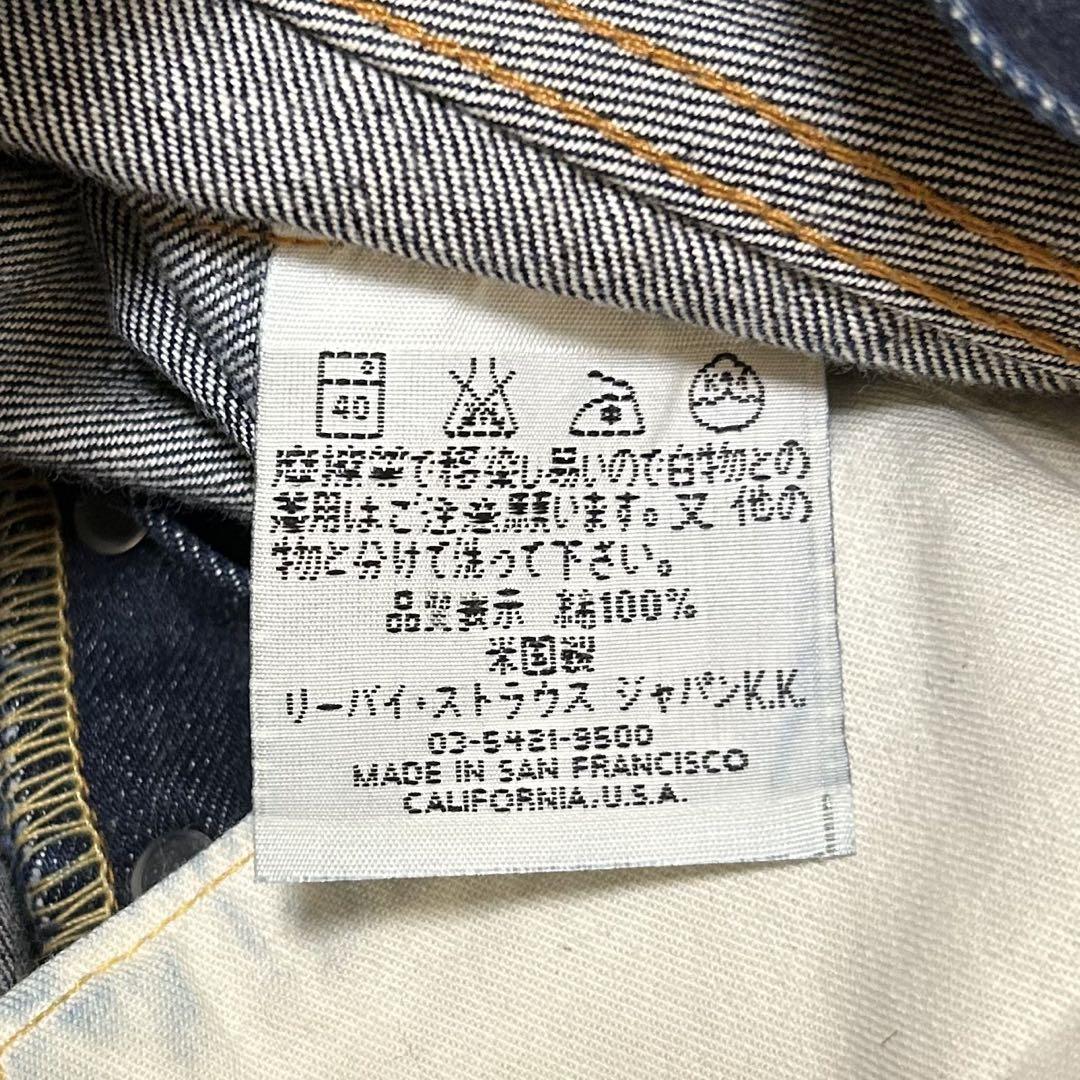 40
摩擦等で移染し易いので白物との
着用はご注意願います。又 他の
物と分けて洗って下さい。
品質表示 綿100%
米国製
リーバイ・ストラウス ジャパンK.K.
03-5421-9500
MADE IN SAN FRANCISCO
CALIFORNIA.U.S.A.